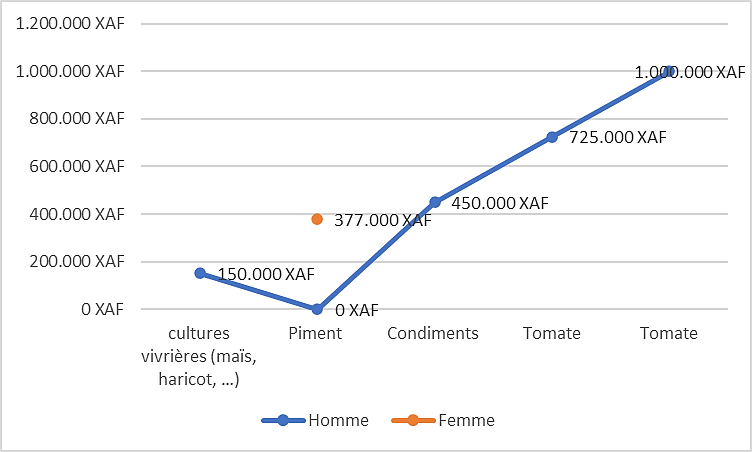 1.200.000 XAF
1.000.000 XAF
1.000.000 XAF
800.000 XAF
725.000 XAF
600.000 XAF
400.000 XAF
377.000 XAF
450.000 XAF
200.000 XAF
150.000 XAF
0 XAF
0 XAF
cultures
vivrières (maïs,
haricot, ...)
Piment
Condiments
Tomate
Tomate
Homme
Femme